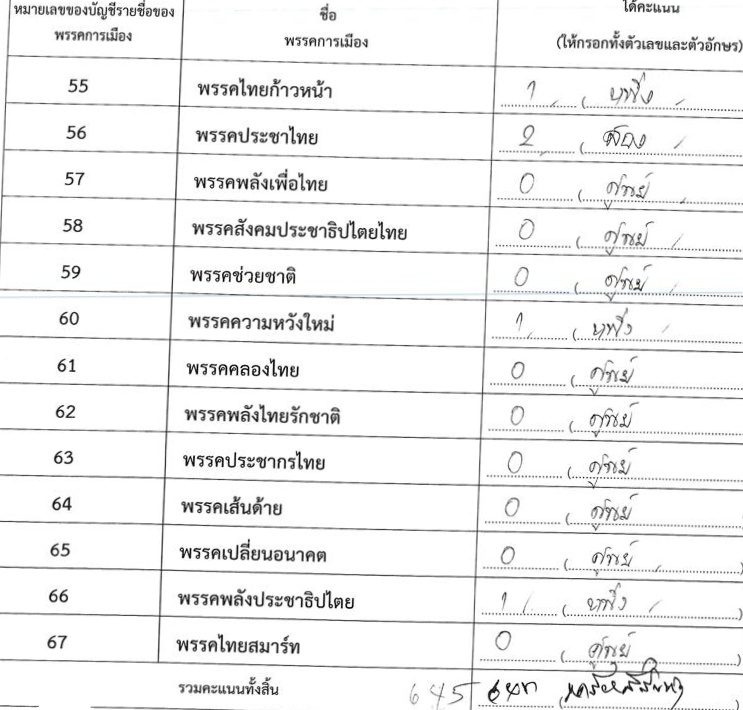 หมายเลขของบัญชีรายชื่อของ พรรคการเมือง ชื่อ พรรคการเมือง ได้คะแนน (ให้กรอกทั้งตัวเลขและตัวอักษร)
55 พรรคไทยก้าวหน้า 1 ( หนึ่ง
56 พรรคประชาไทย 2 ( สอง
57 พรรคพลังเพื่อไทย 0 ( ศูนย์
58 พรรคสังคมประชาธิปไตยไทย 0 ( ศูนย์
59 พรรคช่วยชาติ 0 ( ศูนย์
60 พรรคความหวังใหม่ 1 ( หนึ่ง
61 พรรคคลองไทย 0 ( ศูนย์
62 พรรคพลังไทยรักชาติ 0 ( ศูนย์
63 พรรคประชากรไทย 0 ( ศูนย์
64 พรรคเส้นด้าย 0 ( ศูนย์
65 พรรคเปลี่ยนอนาคต 0 ( ศูนย์ )
66 พรรคพลังประชาธิปไตย 1 ( หนึ่ง )
67 พรรคไทยสมาร์ท 0 ( ศูนย์ )
รวมคะแนนทั้งสิ้น 645